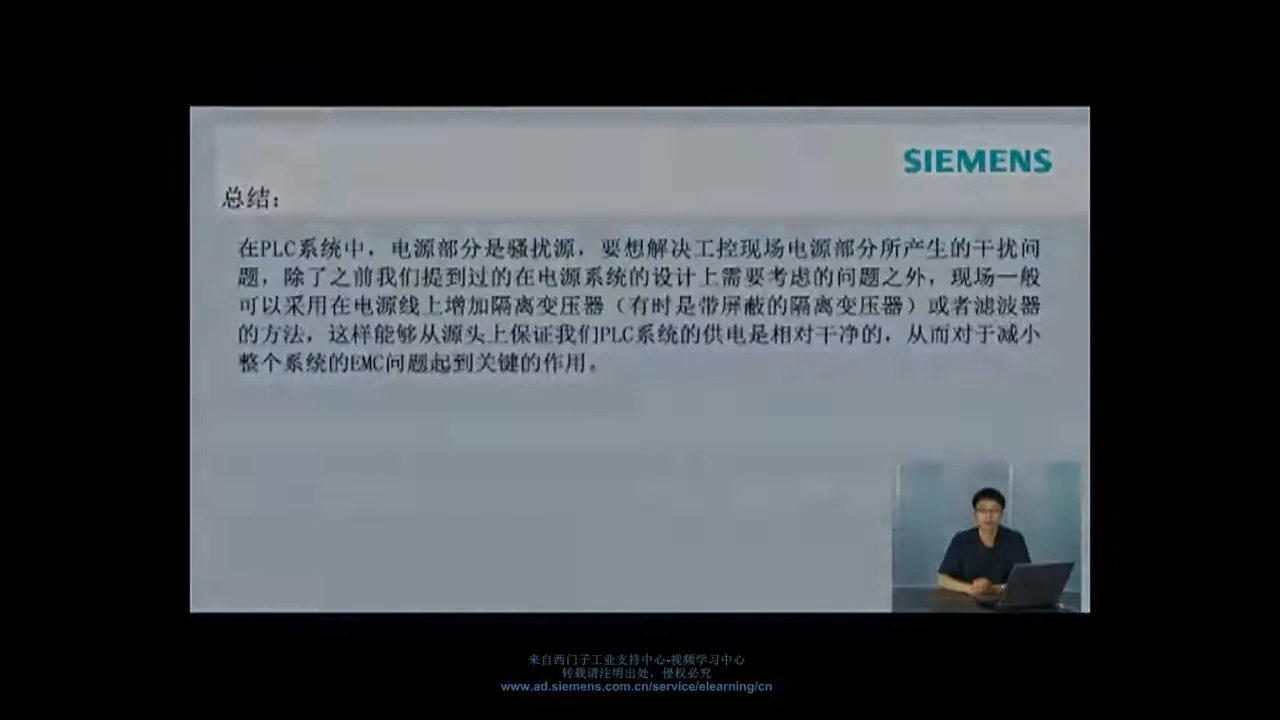 SIEMENS
总结：
在PLC系统中，电源部分是骚扰源，要想解决工控现场电源部分所产生的干扰问
题，除了之前我们提到过的在电源系统的设计上需要考虑的问题之外，现场一般
可以采用在电源线上增加隔离变压器（有时是带屏蔽的隔离变压器）或者滤波器
的方法，这样能够从源头上保证我们PLC系统的供电是相对干净的，从而对于减小
整个系统的EMC问题起到关键的作用。
来自西门子工业支持中心-视频学习中心
转载请注明出处，侵权必究
www.ad.siemens.com.cn/service/elearning/cn